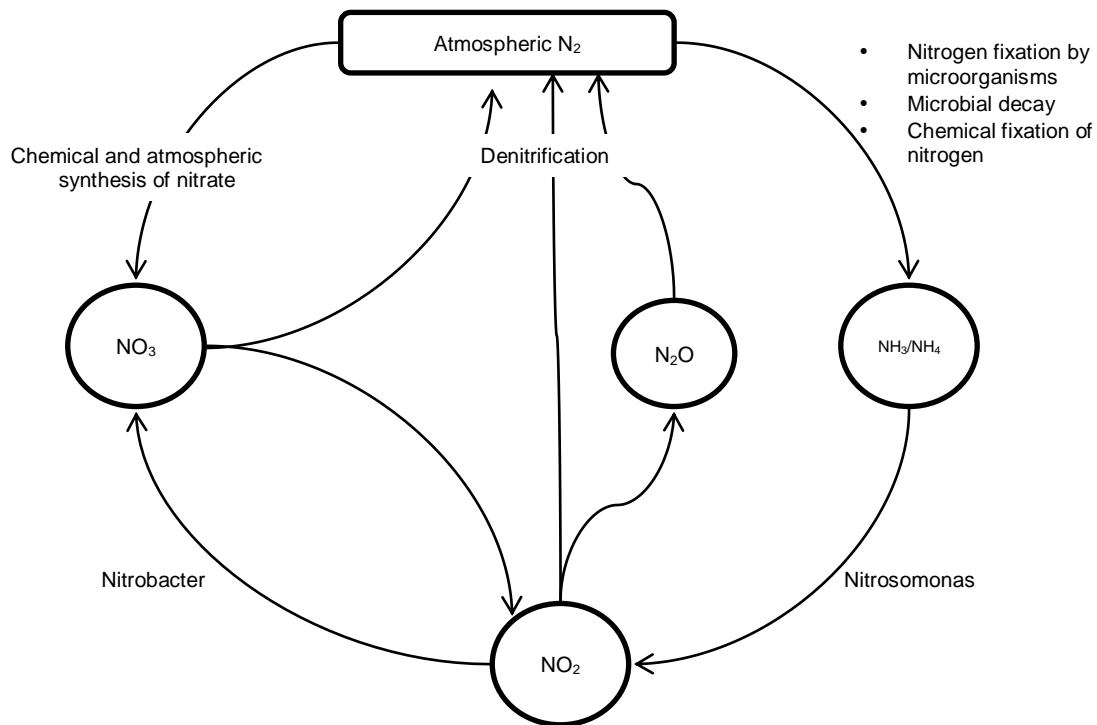 Atmospheric N₂
• Nitrogen fixation by
microorganisms
• Microbial decay
• Chemical fixation of
nitrogen
Chemical and atmospheric
synthesis of nitrate
Denitrification
NO₃
N₂O
NH₃/NH₄
Nitrobacter
Nitrosomonas
NO₂